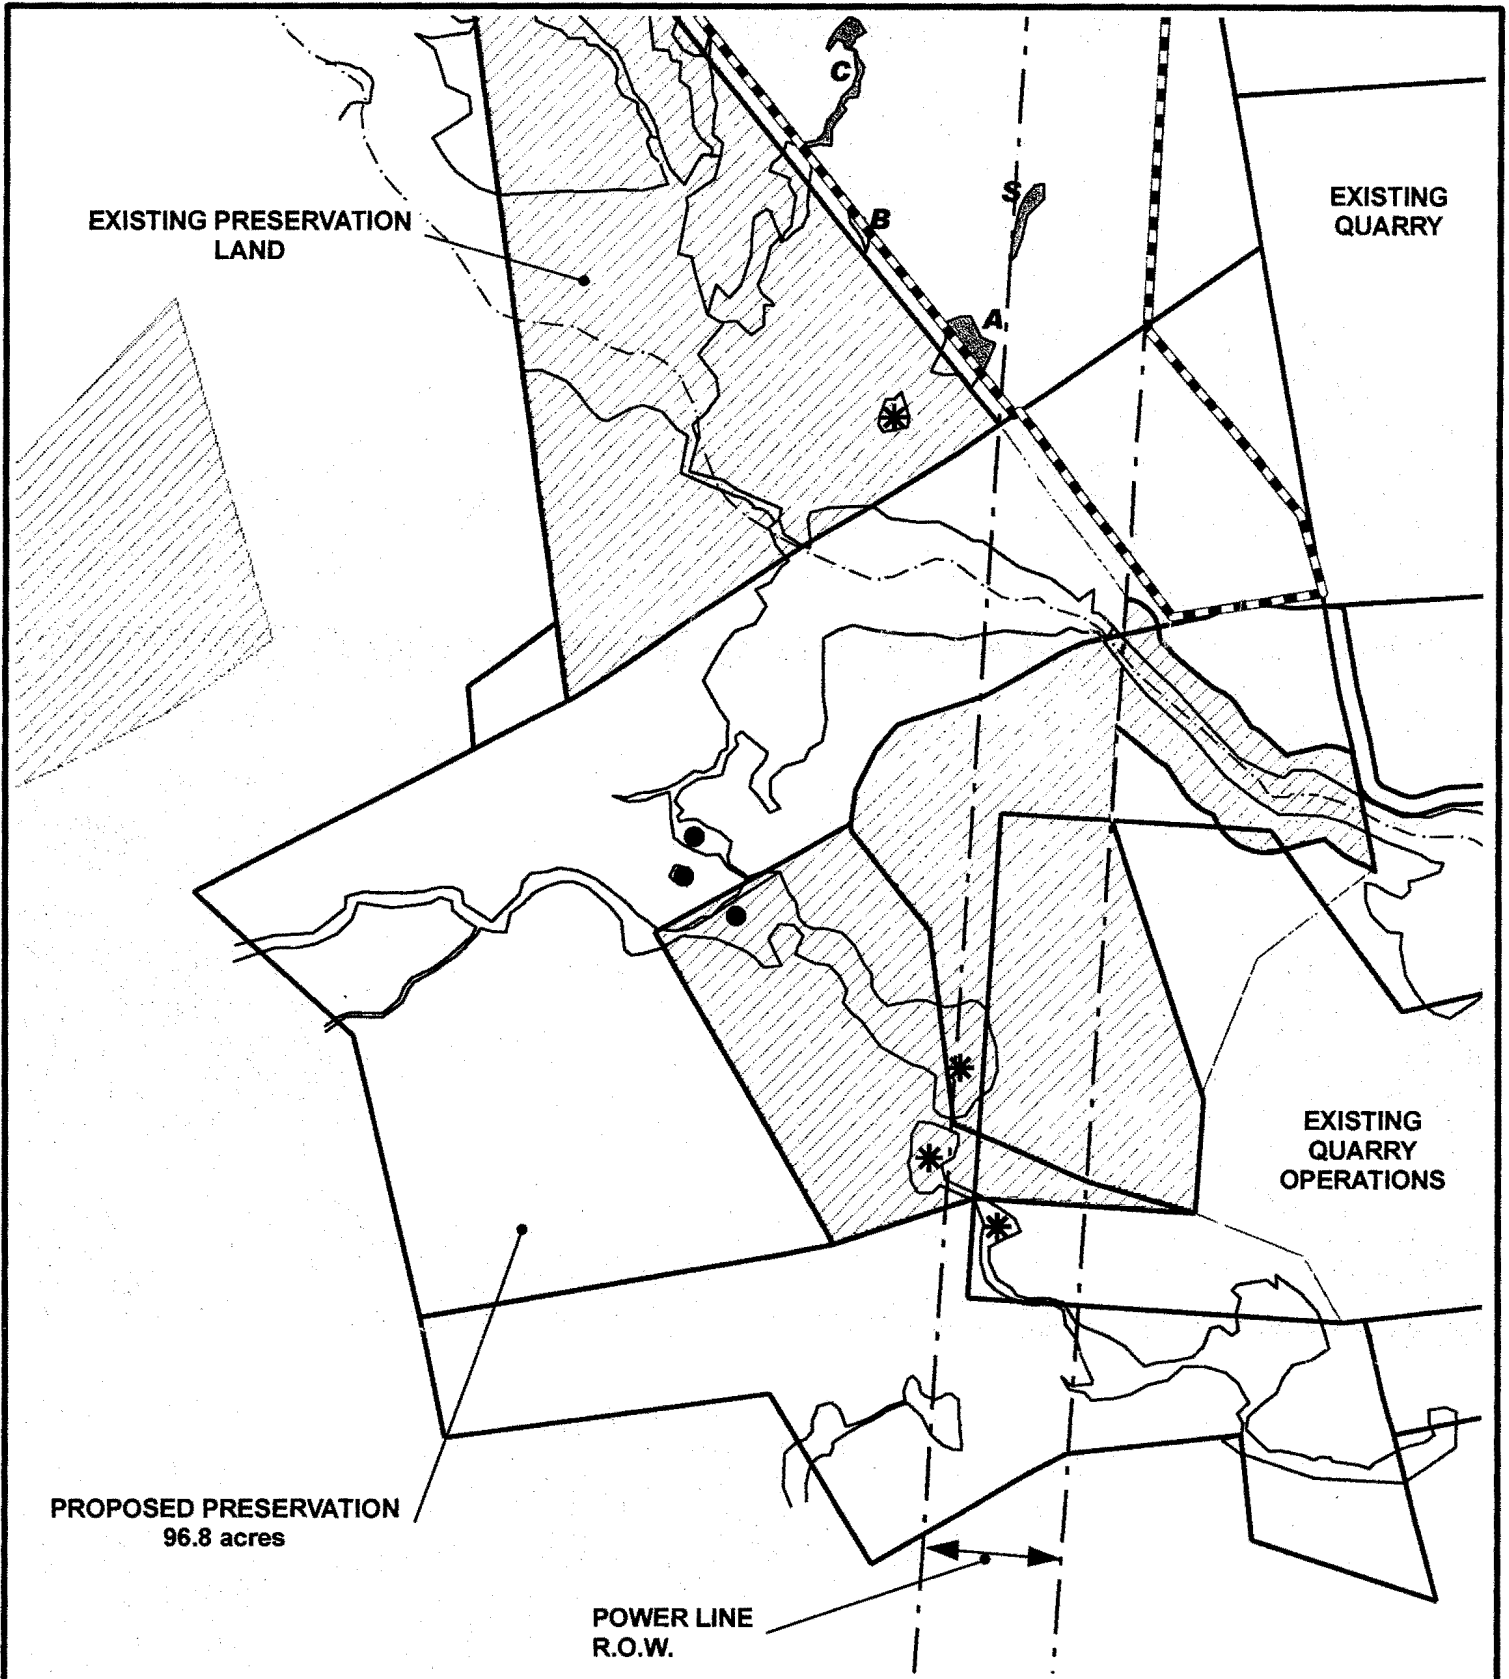 C
S
EXISTING
QUARRY
EXISTING PRESERVATION
LAND
B
A
EXISTING
QUARRY
OPERATIONS
PROPOSED PRESERVATION
96.8 acres
POWER LINE
R.O.W.